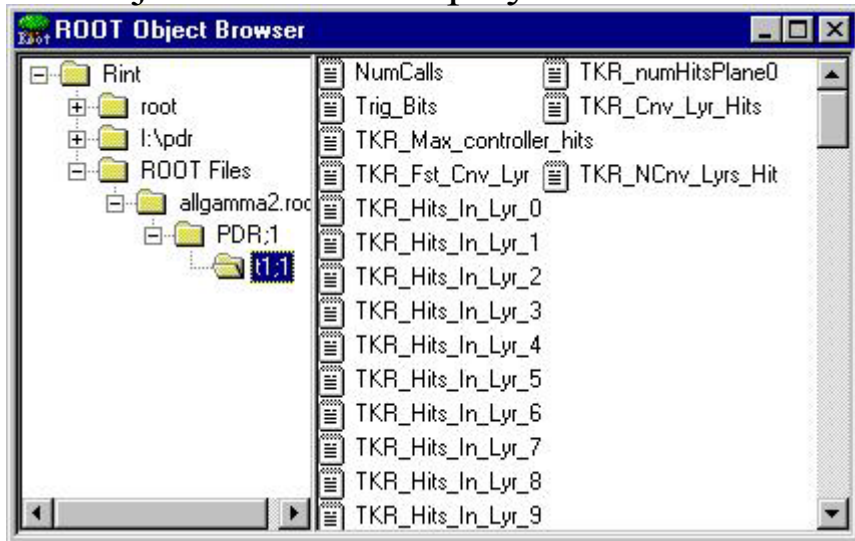 ROOT Object Browser
Rint
root
l:\pdr
ROOT Files
allgamma2.roo
PDR;1
t1;1
NumCalls TKR_numHitsPlane0
Trig_Bits TKR_Cnv_Lyr_Hits
TKR_Max_controller_hits
TKR_Fst_Cnv_Lyr TKR_NCnv_Lyrs_Hit
TKR_Hits_In_Lyr_0
TKR_Hits_In_Lyr_1
TKR_Hits_In_Lyr_2
TKR_Hits_In_Lyr_3
TKR_Hits_In_Lyr_4
TKR_Hits_In_Lyr_5
TKR_Hits_In_Lyr_6
TKR_Hits_In_Lyr_7
TKR_Hits_In_Lyr_8
TKR_Hits_In_Lyr_9